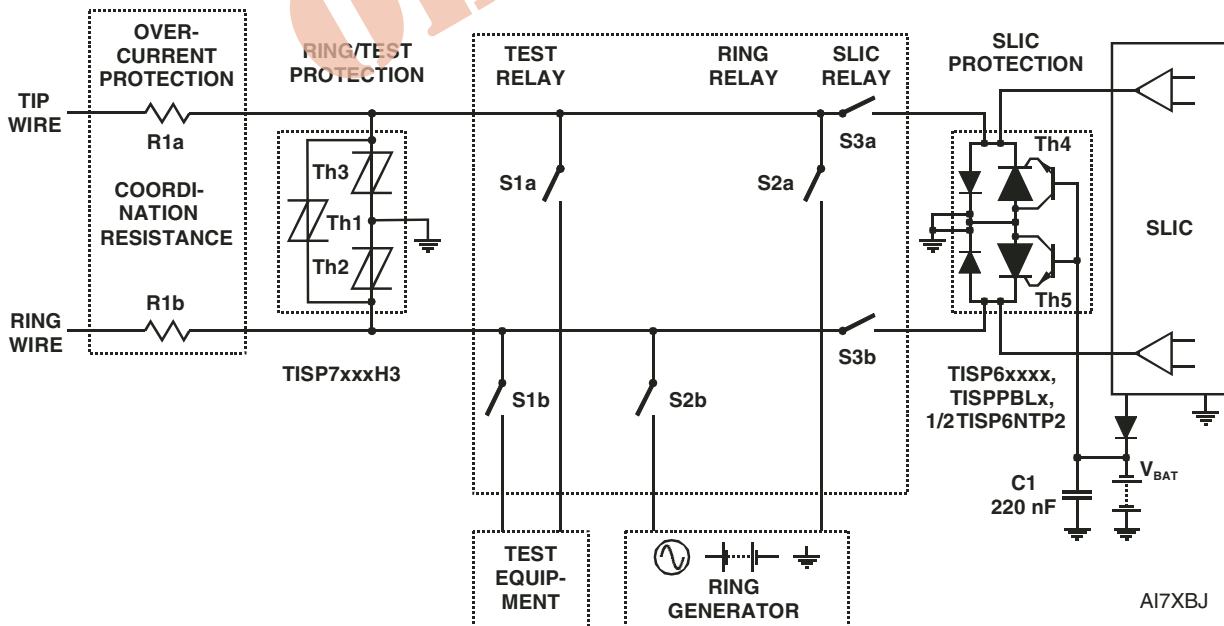 OVER-
CURRENT
PROTECTION
RING/TEST
PROTECTION
TEST
RELAY
RING
RELAY
SLIC
RELAY
SLIC
PROTECTION
TIP
WIRE
R1a
S3a
Th4
Th3
S1a
S2a
COORDI-
NATION
RESISTANCE
Th1
SLIC
Th2
R1b
Th5
RING
WIRE
S3b
TISP7xxxH3
S1b
S2b
TISP6xxxx,
TISPPBLx,
1/2 TISP6NTP2
C1
220 nF
VBAT
TEST
EQUIP-
MENT
RING
GENERATOR
AI7XBJ